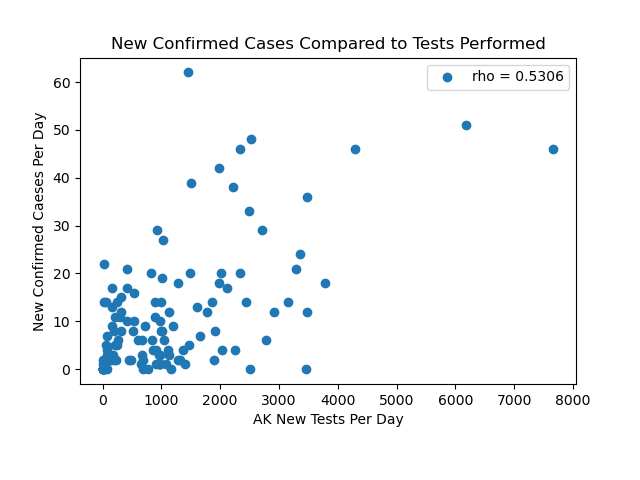 New Confirmed Cases Compared to Tests Performed
rho = 0.5306
New Confirmed Caeses Per Day
60
50
40
30
20
10
0
0 1000 2000 3000 4000 5000 6000 7000 8000
AK New Tests Per Day